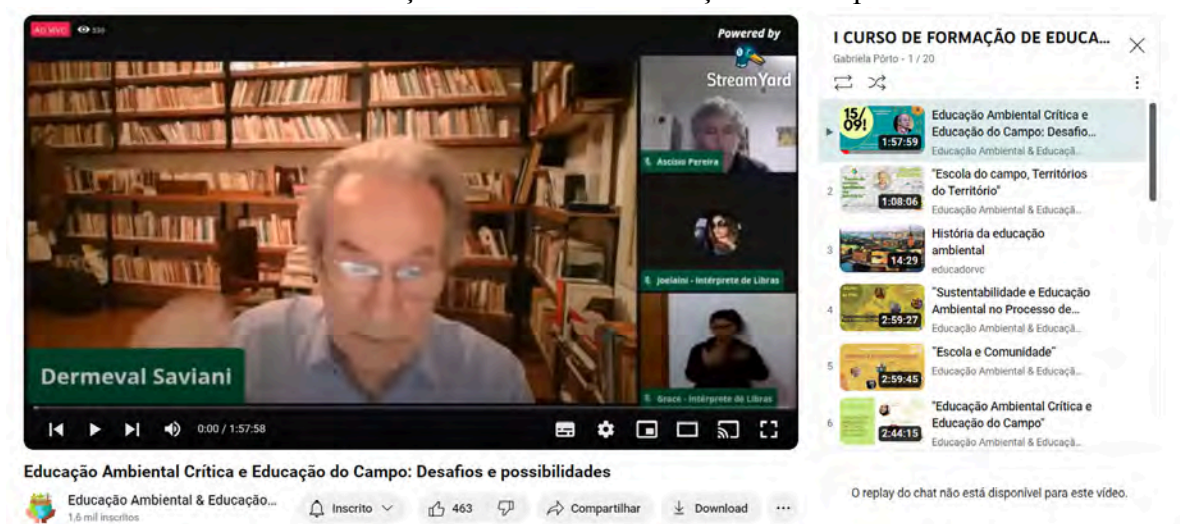 AO VIVO
Powered by
StreamYard
Ascísio Pereira
Joelaini - Intérprete de Libras
Dermeval Saviani
Grace - Intérprete de Libras
0:00 / 1:57:58
Educação Ambiental Crítica e Educação do Campo: Desafios e possibilidades
Educação Ambiental & Educação...
1,6 mil inscritos
Inscrito
463
Compartilhar
Download
I CURSO DE FORMAÇÃO DE EDUCA...
Gabriela Pôrto - 1 / 20
15/
09!
1:57:59
Educação Ambiental Crítica e
Educação do Campo: Desafio...
Educação Ambiental & Educaçã...
2
1:08:06
"Escola do campo, Territórios
do Território"
Educação Ambiental & Educaçã...
3
14:29
História da educação
ambiental
educadorvc
4
2:59:27
"Sustentabilidade e Educação
Ambiental no Processo de...
Educação Ambiental & Educaçã...
5
2:59:45
"Escola e Comunidade"
Educação Ambiental & Educaçã...
6
2:44:15
"Educação Ambiental Crítica e
Educação do Campo"
Educação Ambiental & Educaçã...
O replay do chat não está disponível para este vídeo.